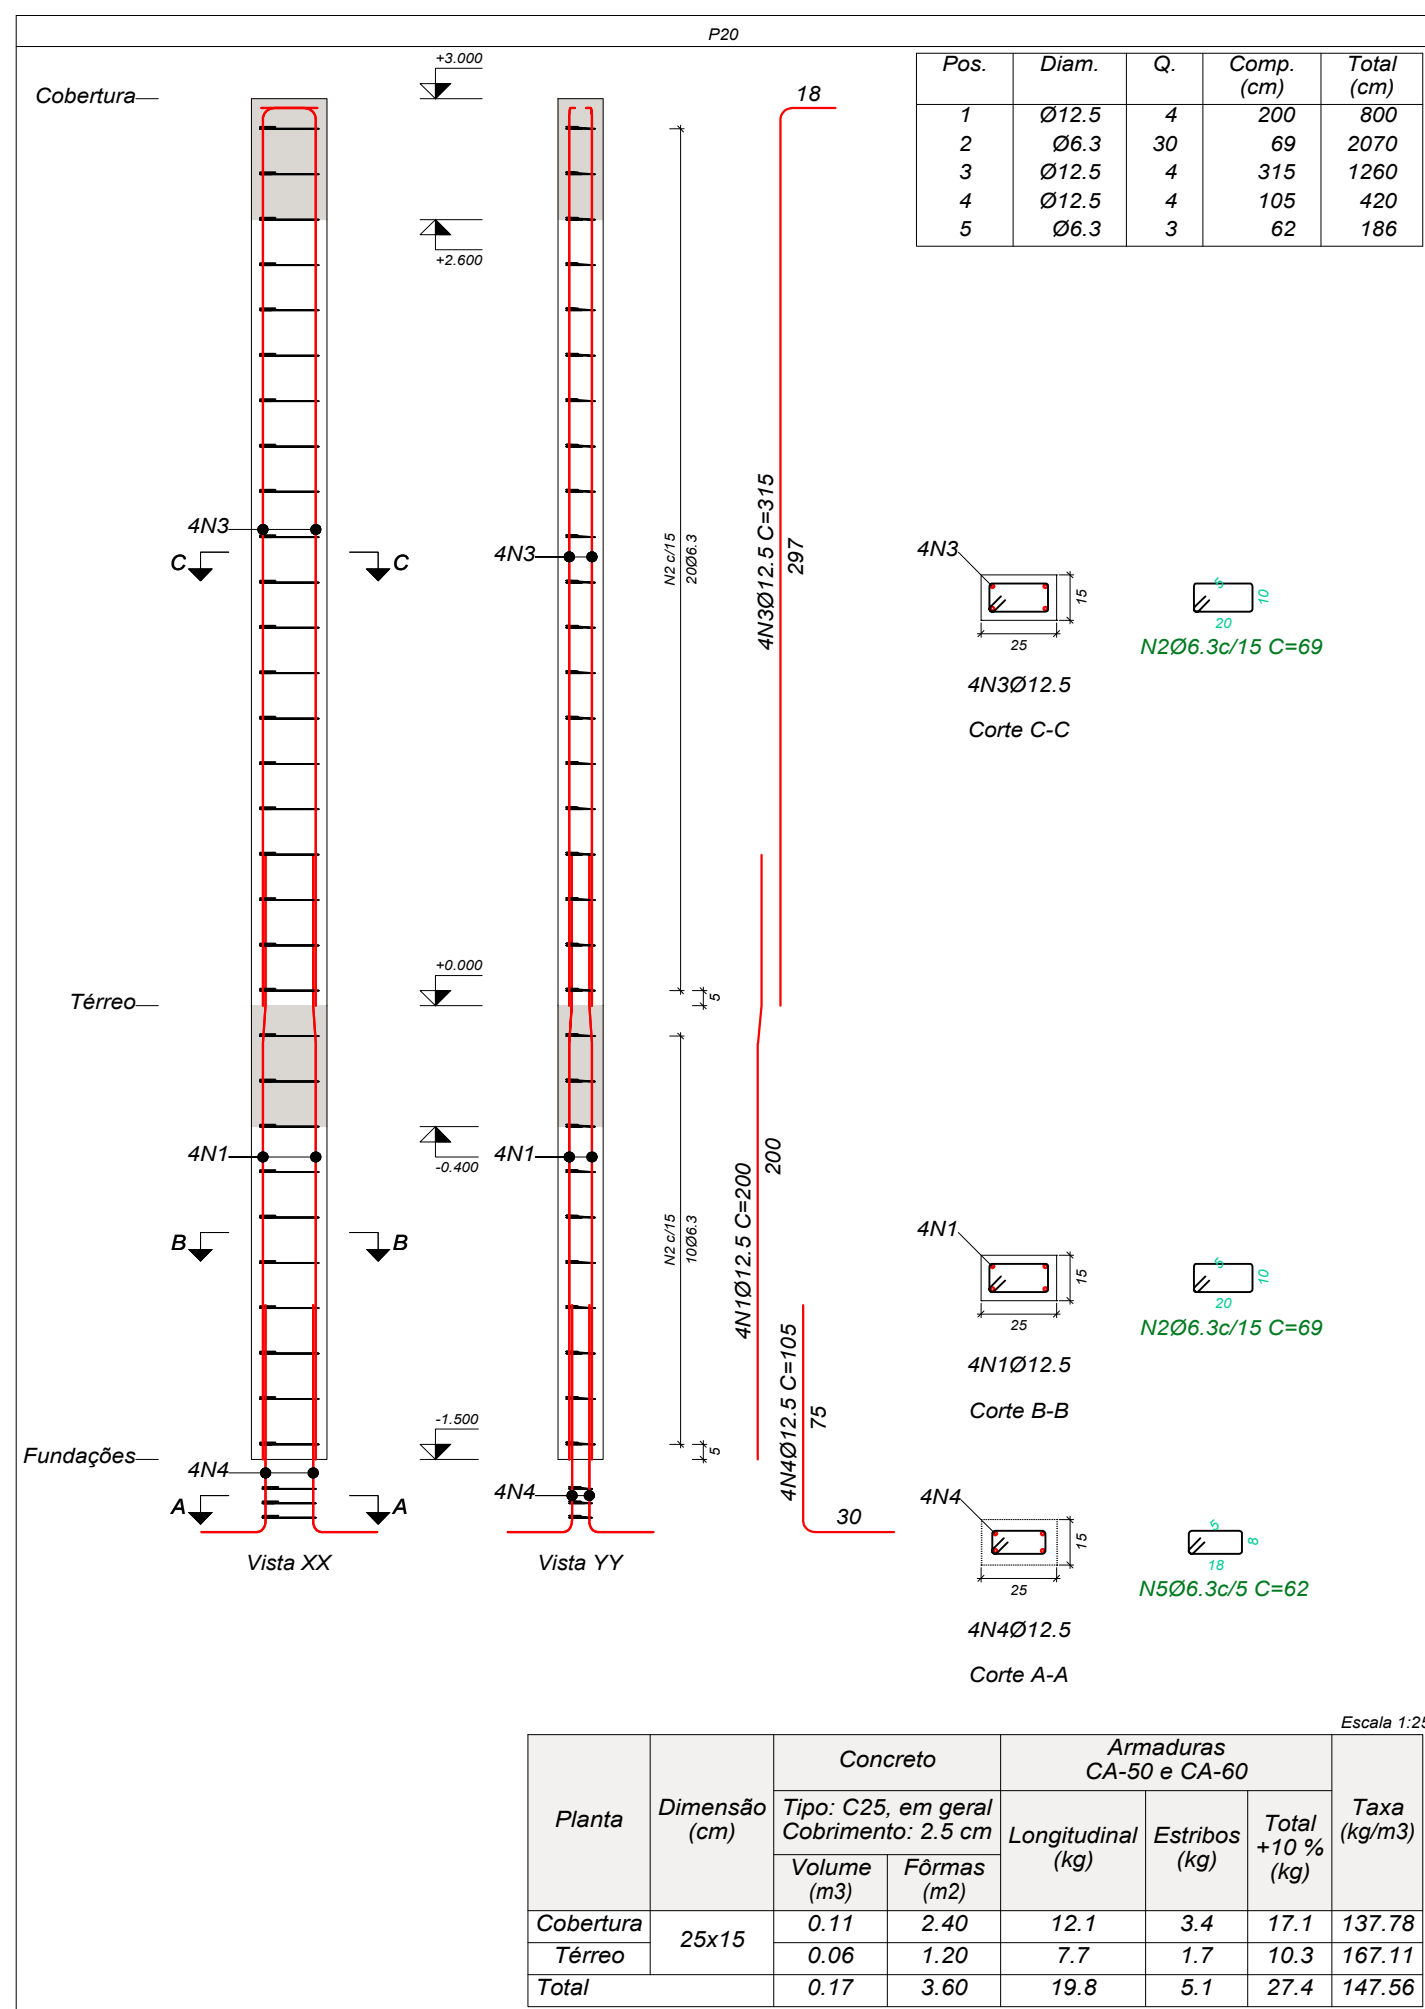 P20
Pos. Diam. Q. Comp. (cm) Total (cm)
1 Ø12.5 4 200 800
2 Ø6.3 30 69 2070
3 Ø12.5 4 315 1260
4 Ø12.5 4 105 420
5 Ø6.3 3 62 186
Cobertura
+3.000
18
+2.600
4N3
C C
4N3
N2 c/15
20Ø6.3
4N3Ø12.5 C=315
297
4N3
15
25
4N3Ø12.5
Corte C-C
5
10
20
N2Ø6.3c/15 C=69
Térreo
+0.000
5
4N1
-0.400
4N1
B B
N2 c/15
10Ø6.3
4N1Ø12.5 C=200
200
4N1
15
25
4N1Ø12.5
Corte B-B
5
10
20
N2Ø6.3c/15 C=69
Fundações
-1.500
5
4N4
A A
4N4
4N4Ø12.5 C=105
75
30
Vista XX
Vista YY
4N4
15
25
4N4Ø12.5
Corte A-A
5
8
18
N5Ø6.3c/5 C=62
Escala 1:25
Planta
Dimensão
(cm)
Concreto
Tipo: C25, em geral
Cobrimento: 2.5 cm
Volume
(m3)
Fôrmas
(m2)
Armaduras
CA-50 e CA-60
Longitudinal
(kg)
Estribos
(kg)
Total
+10 %
(kg)
Taxa
(kg/m3)
Cobertura 25x15 0.11 2.40 12.1 3.4 17.1 137.78
Térreo 0.06 1.20 7.7 1.7 10.3 167.11
Total 0.17 3.60 19.8 5.1 27.4 147.56